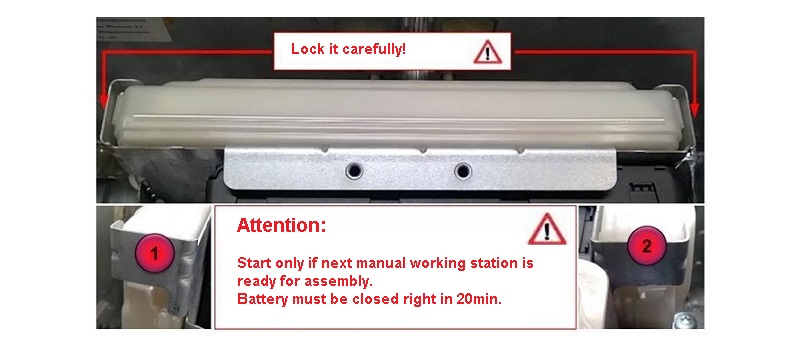 Lock it carefully!
Attention:
1
2
Start only if next manual working station is
ready for assembly.
Battery must be closed right in 20min.